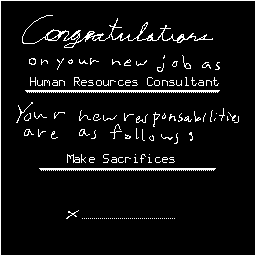 Congratulations
on your new job as
Human Resources Consultant
Your new responsabilities
are as follows:
Make Sacrifices
x